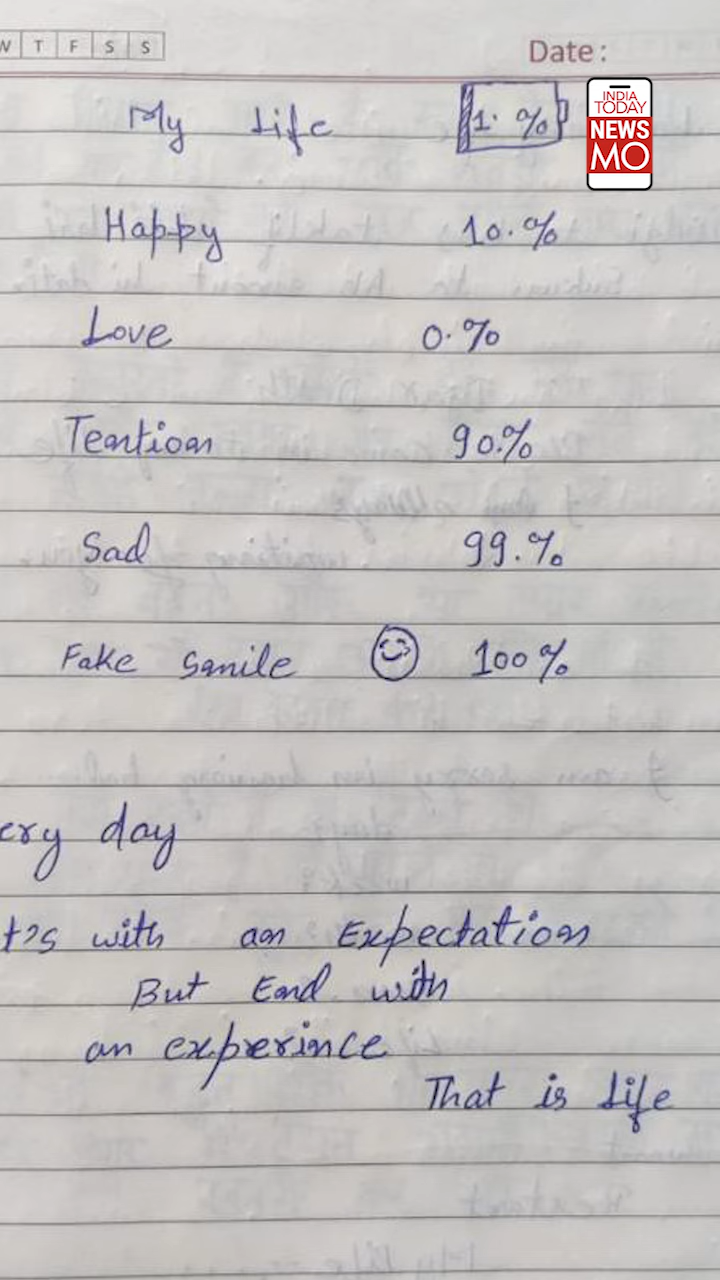 W T F S S
Date:
INDIA
TODAY
NEWS
MO
My Life 1.%
Happy 10.%
Love 0.%
Tention 90.%
Sad 99.%
Fake Smile 100%
ery day
t's with an Expectation
But End with
an experince
That is Life